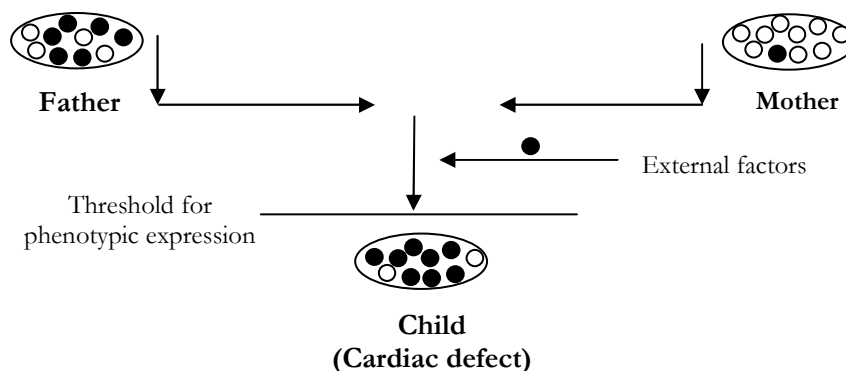 Father
Mother
External factors
Threshold for
phenotypic expression
Child
(Cardiac defect)